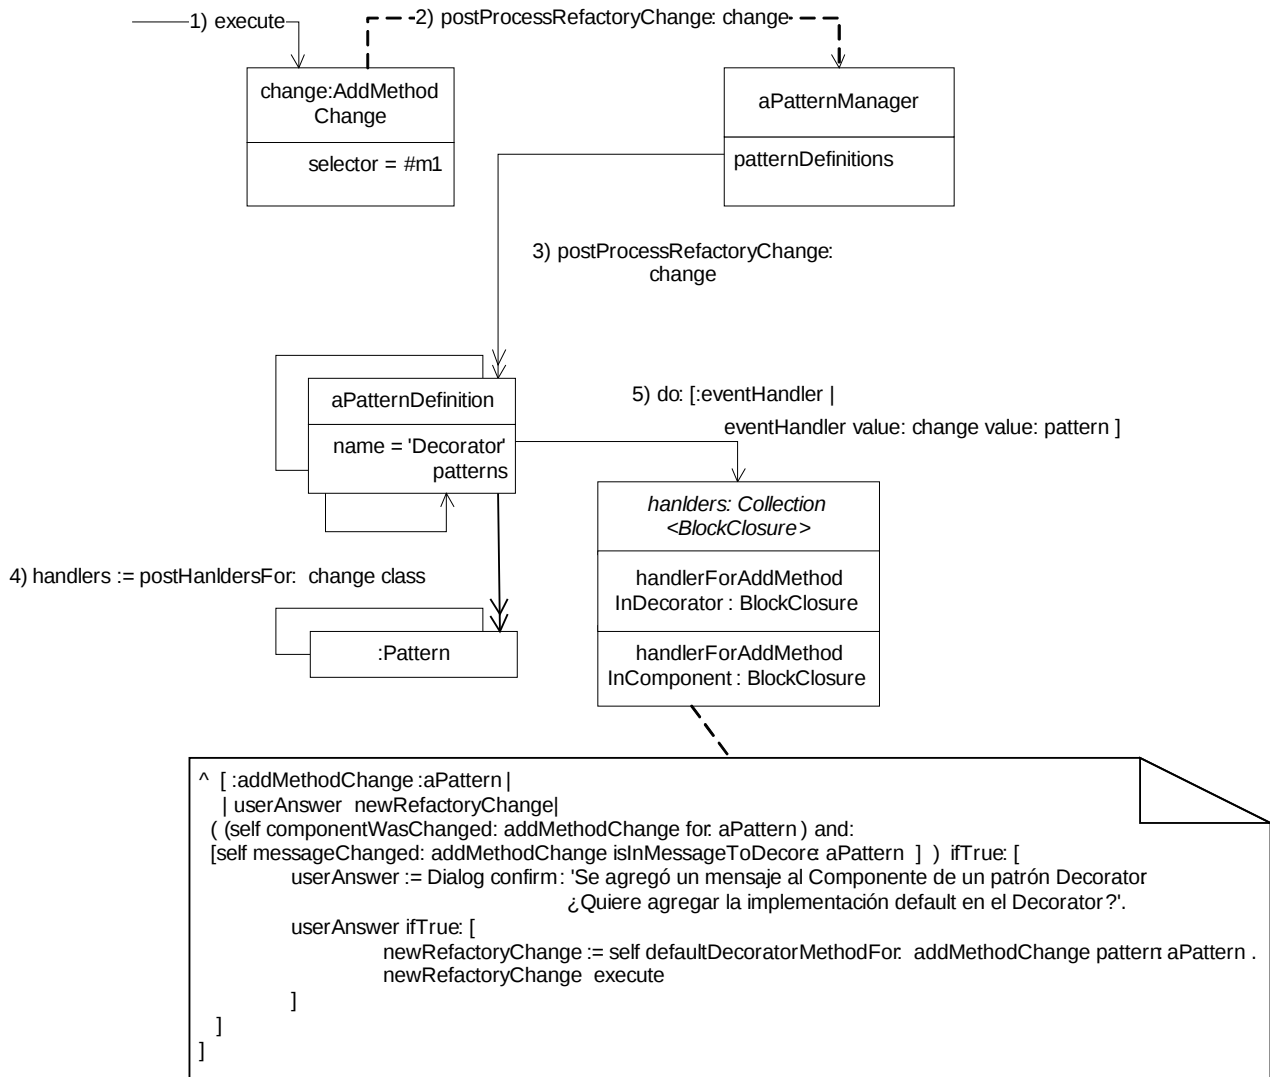 1) execute
2) postProcessRefactoryChange: change
change:AddMethod
Change
selector = #m1
aPatternManager
patternDefinitions
3) postProcessRefactoryChange:
change
aPatternDefinition
name = 'Decorator'
patterns
5) do: [:eventHandler |
eventHandler value: change value: pattern ]
hanlders: Collection
<BlockClosure>
handlerForAddMethod
InDecorator : BlockClosure
handlerForAddMethod
InComponent : BlockClosure
4) handlers := postHanldersFor: change class
:Pattern
^ [ :addMethodChange :aPattern |
| userAnswer newRefactoryChange|
( (self componentWasChanged: addMethodChange for: aPattern ) and:
[self messageChanged: addMethodChange isInMessageToDecore: aPattern ] ) ifTrue: [
userAnswer := Dialog confirm : 'Se agregó un mensaje al Componente de un patrón Decorator.
¿Quiere agregar la implementación default en el Decorator ?'.
userAnswer ifTrue: [
newRefactoryChange := self defaultDecoratorMethodFor: addMethodChange pattern: aPattern .
newRefactoryChange execute
]
]
]